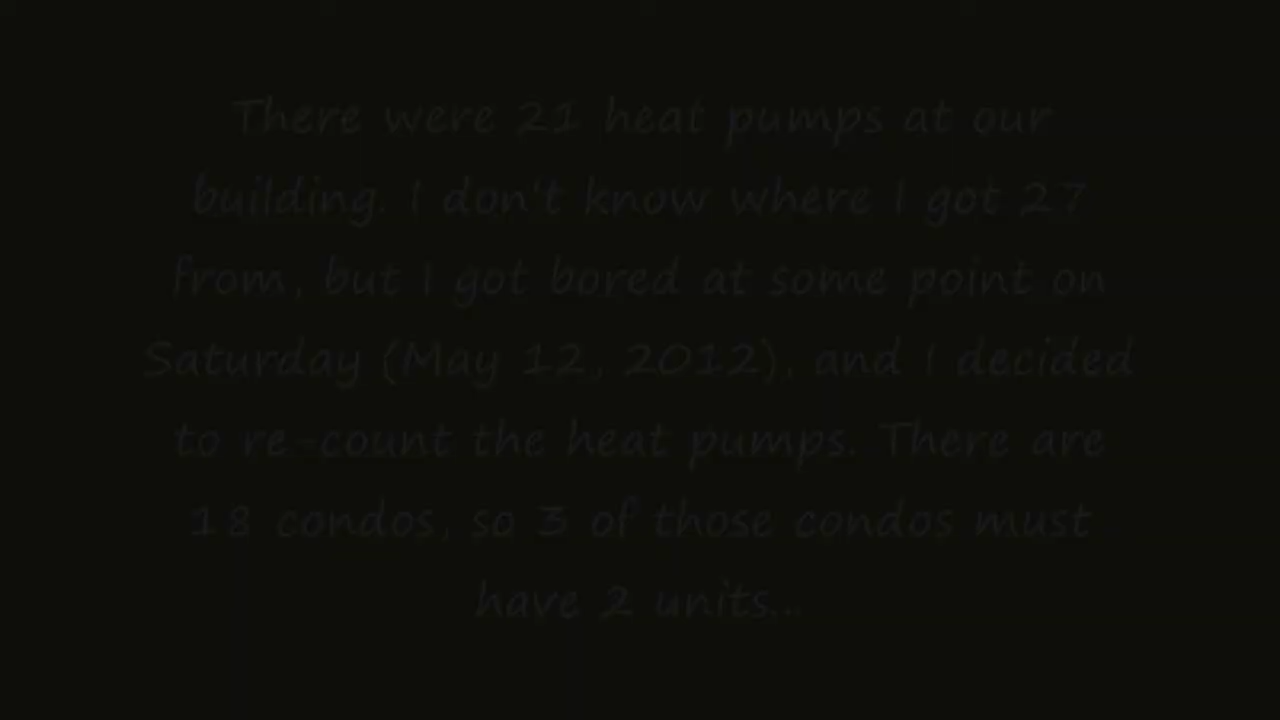 There were 21 heat pumps at our
building. I don't know where I got 27
from, but I got bored at some point on
Saturday (May 12, 2012), and I decided
to re-count the heat pumps. There are
18 condos, so 3 of those condos must
have 2 units...